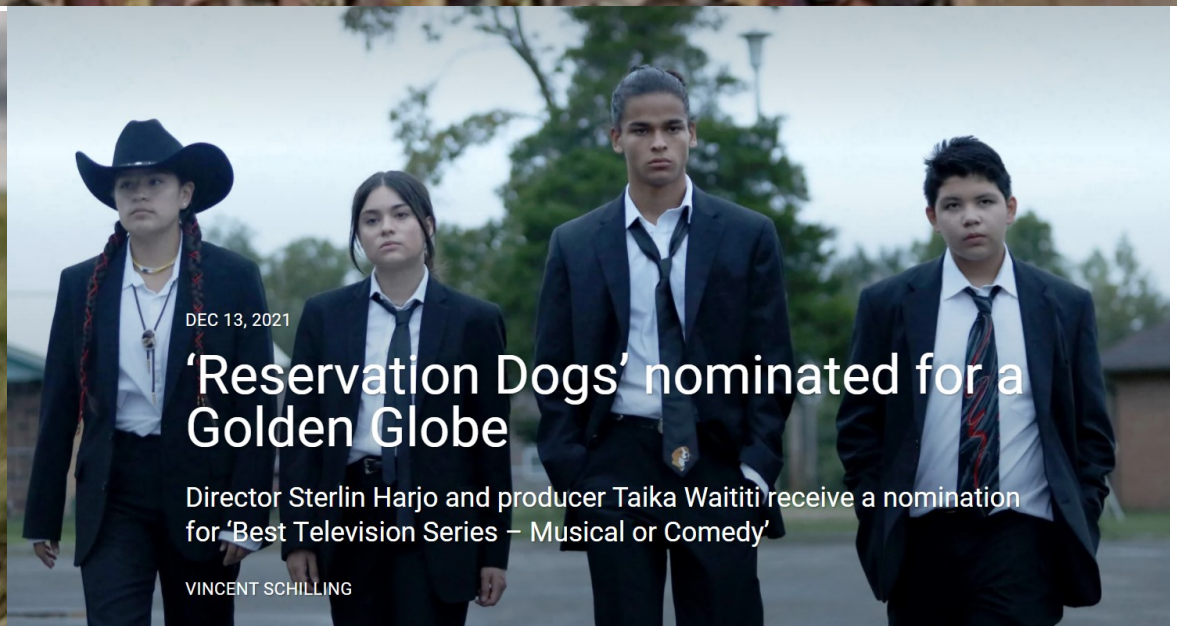 DEC 13, 2021
‘Reservation Dogs’ nominated for a
Golden Globe
Director Sterlin Harjo and producer Taika Waititi receive a nomination
for ‘Best Television Series – Musical or Comedy’
VINCENT SCHILLING